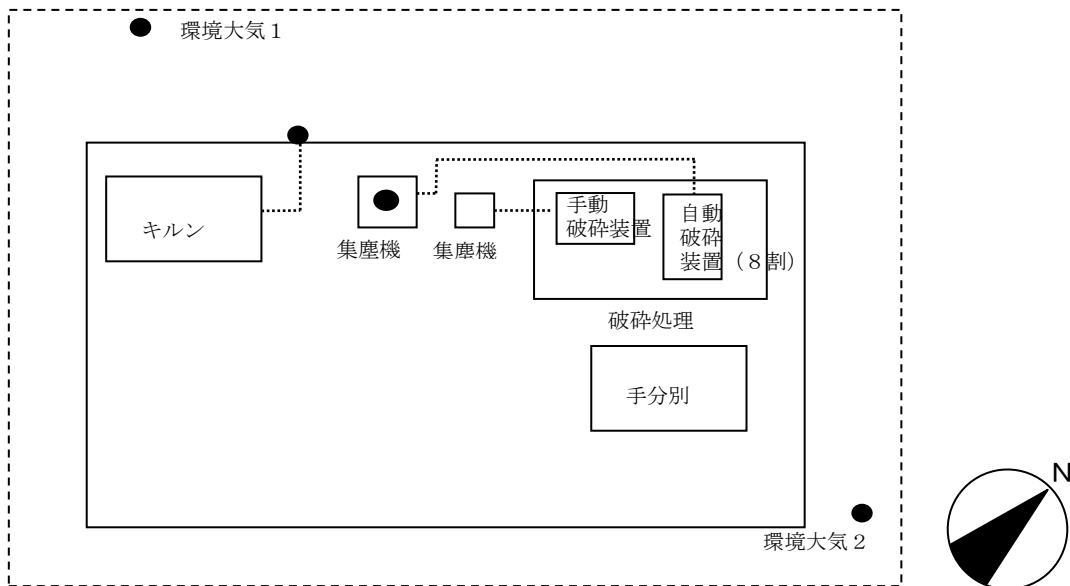 環境大気１
手動
破砕装置
自動
破砕
装置（８割）
キルン
集塵機
集塵機
破砕処理
手分別
N
環境大気２